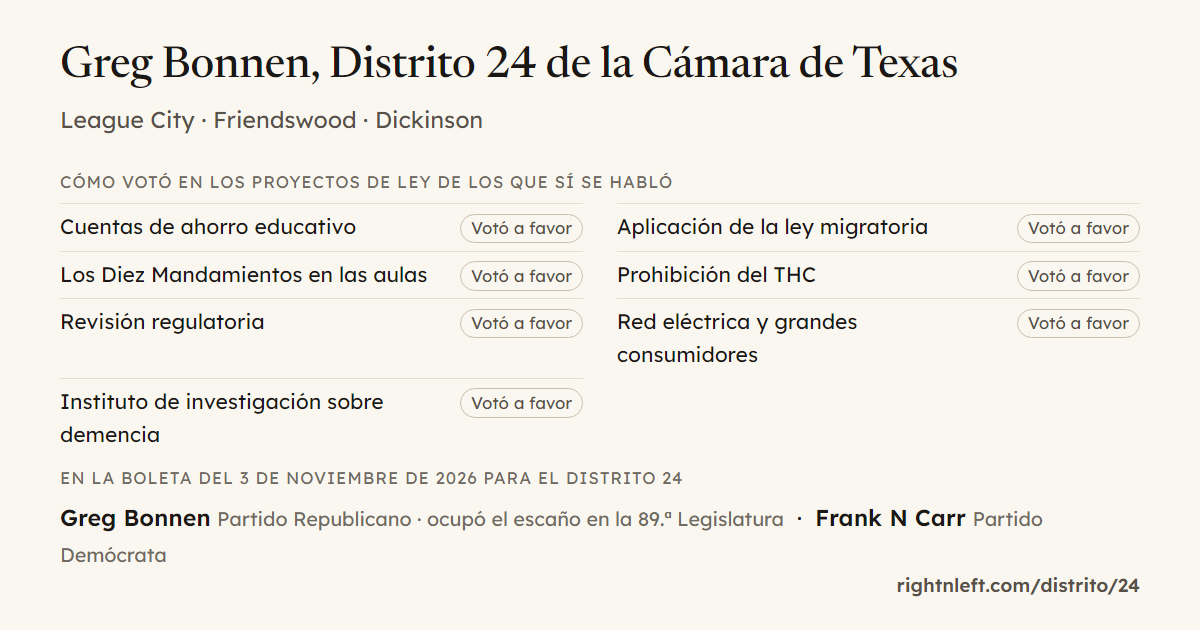 Greg Bonnen, Distrito 24 de la Cámara de Texas
League City · Friendswood · Dickinson
CÓMO VOTÓ EN LOS PROYECTOS DE LEY DE LOS QUE SÍ SE HABLÓ
Cuentas de ahorro educativo Votó a favor
Aplicación de la ley migratoria Votó a favor
Los Diez Mandamientos en las aulas Votó a favor
Prohibición del THC Votó a favor
Revisión regulatoria Votó a favor
Red eléctrica y grandes Votó a favor
consumidores
Instituto de investigación sobre Votó a favor
demencia
EN LA BOLETA DEL 3 DE NOVIEMBRE DE 2026 PARA EL DISTRITO 24
Greg Bonnen Partido Republicano · ocupó el escaño en la 89.ª Legislatura · Frank N Carr Partido
Demócrata
rightnleft.com/distrito/24